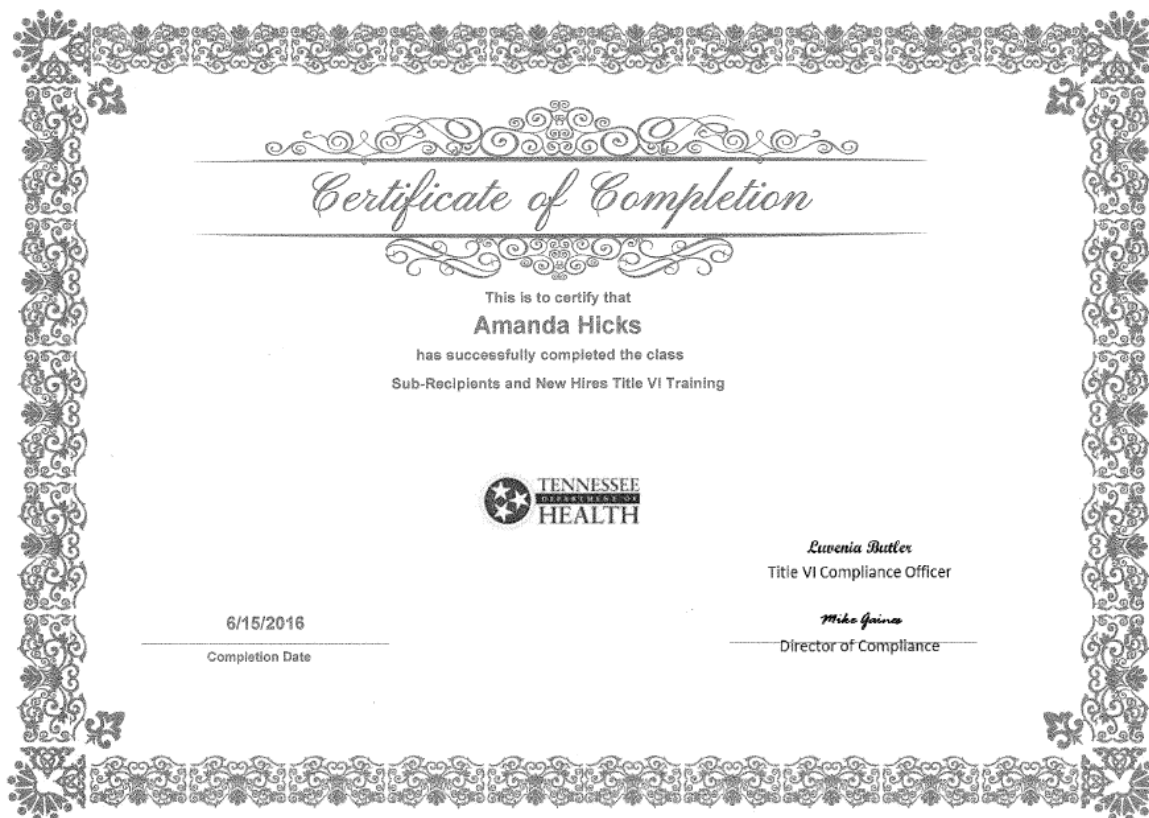 Certificate of Completion
This is to certify that
Amanda Hicks
has successfully completed the class
Sub-Recipients and New Hires Title VI Training
TENNESSEE
DEPARTMENT OF
HEALTH
Luvenia Butler
Title VI Compliance Officer
6/15/2016
Completion Date
Mike Gaines
Director of Compliance